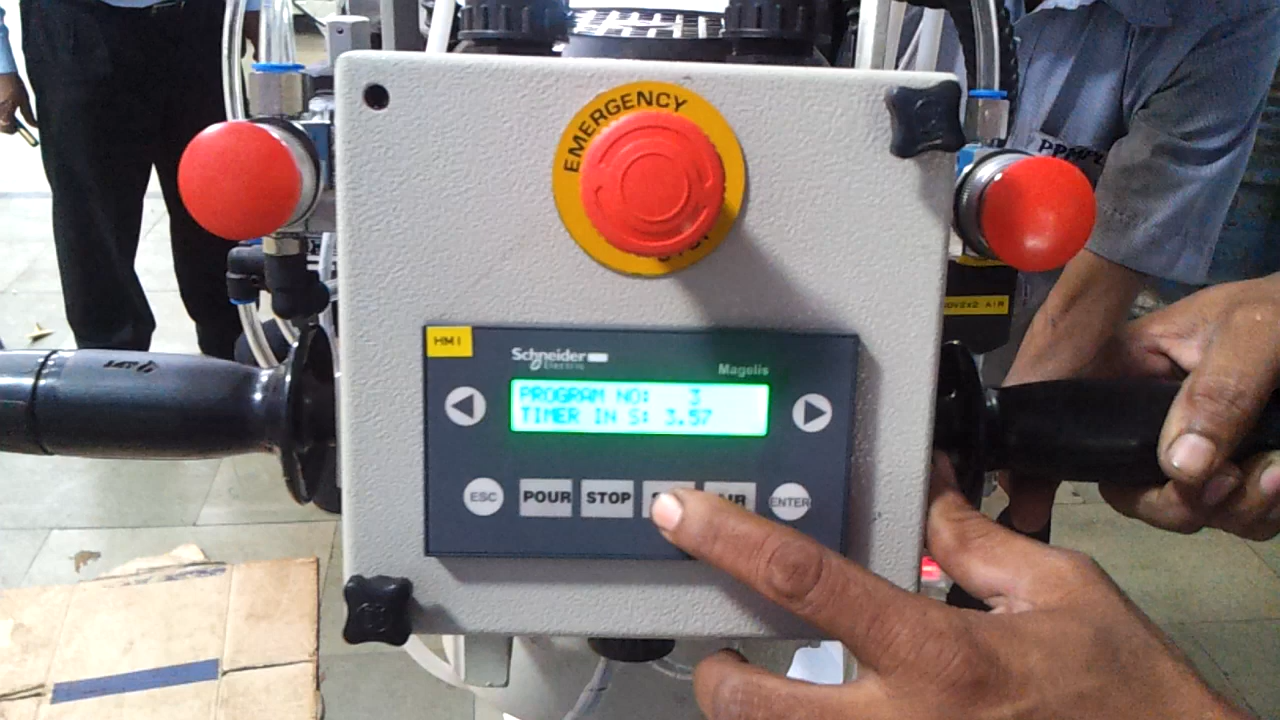 EMERGENCY
HMI
Schneider
Electric
Magelis
PROGRAM NO: 3
TIMER IN S: 3.57
ESC POUR STOP ENTER
AIR